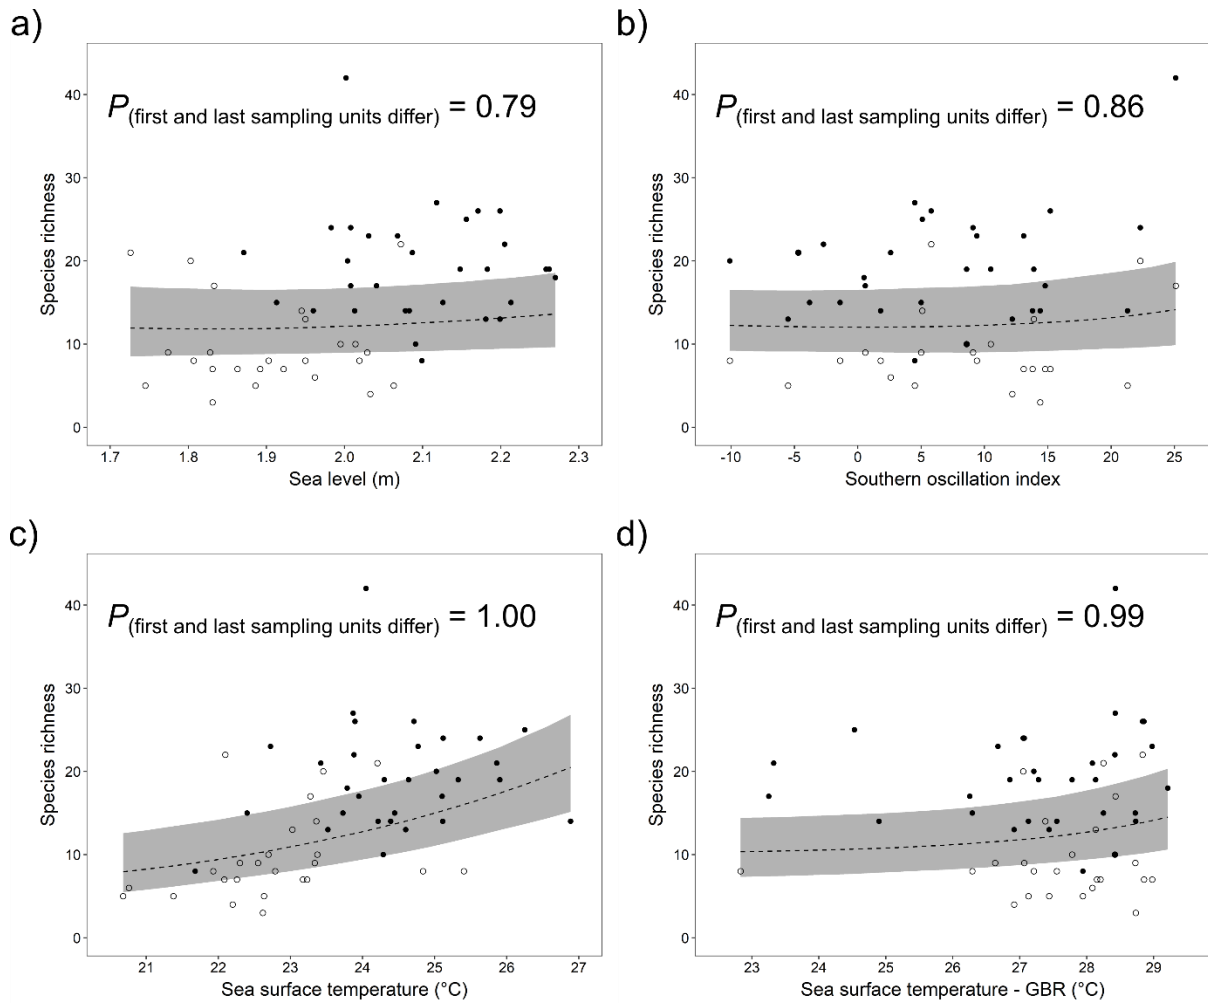 a)
P(first and last sampling units differ) = 0.79
Species richness
40
30
20
10
0
1.7 1.8 1.9 2.0 2.1 2.2 2.3
Sea level (m)
b)
P(first and last sampling units differ) = 0.86
Species richness
40
30
20
10
0
-10 -5 0 5 10 15 20 25
Southern oscillation index
c)
P(first and last sampling units differ) = 1.00
Species richness
40
30
20
10
0
21 22 23 24 25 26 27
Sea surface temperature (°C)
d)
P(first and last sampling units differ) = 0.99
Species richness
40
30
20
10
0
23 24 25 26 27 28 29
Sea surface temperature - GBR (°C)